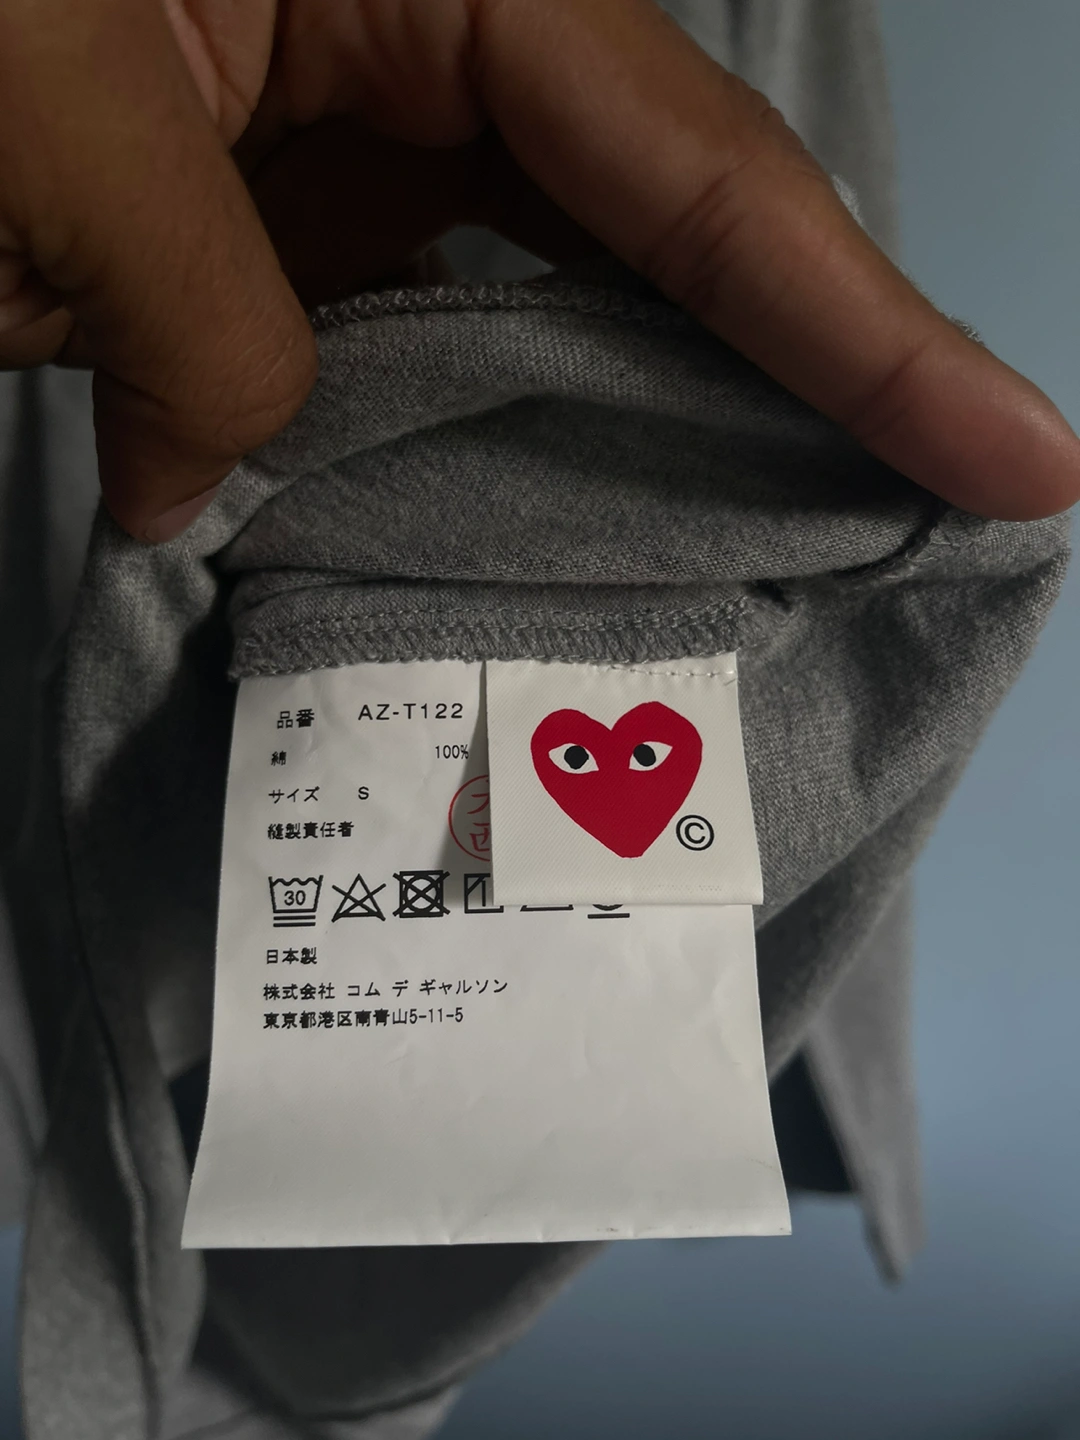 品番 AZ-T122
綿 100%
サイズ S
縫製責任者
30
日本製
株式会社 コム デ ギャルソン
東京都港区南青山5-11-5
©